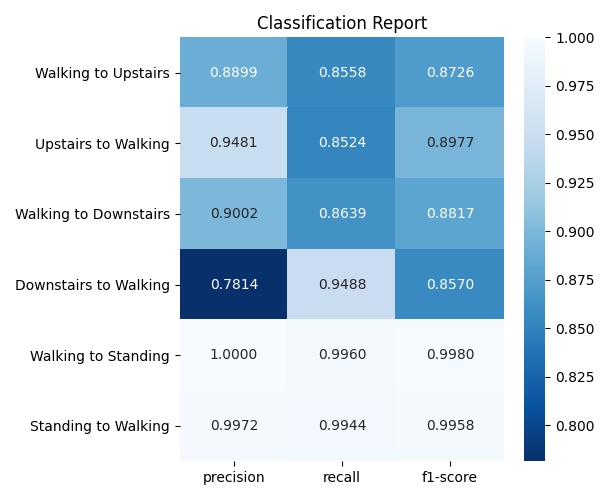 Classification Report
Walking to Upstairs 0.8899 0.8558 0.8726
Upstairs to Walking 0.9481 0.8524 0.8977
Walking to Downstairs 0.9002 0.8639 0.8817
Downstairs to Walking 0.7814 0.9488 0.8570
Walking to Standing 1.0000 0.9960 0.9980
Standing to Walking 0.9972 0.9944 0.9958
precision recall f1-score
1.000
0.975
0.950
0.925
0.900
0.875
0.850
0.825
0.800